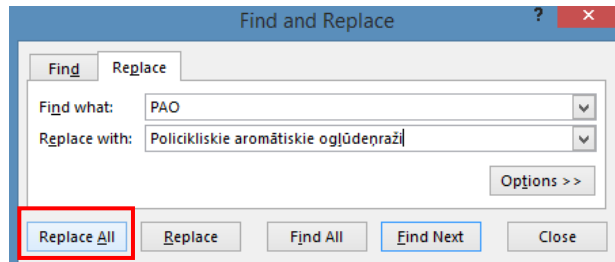 Find and Replace ? ×
Find Replace
Find what: PAO
Replace with: Policikliskie aromātiskie ogļūdeņraži
Options >>
Replace All Replace Find All Find Next Close